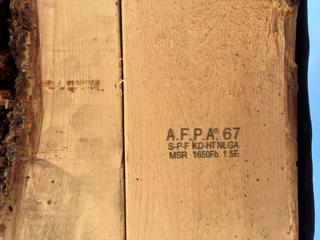 A.F.P.A® 67
S-P-F KD-HT NLGA
MSR 1650Fb 1.5E